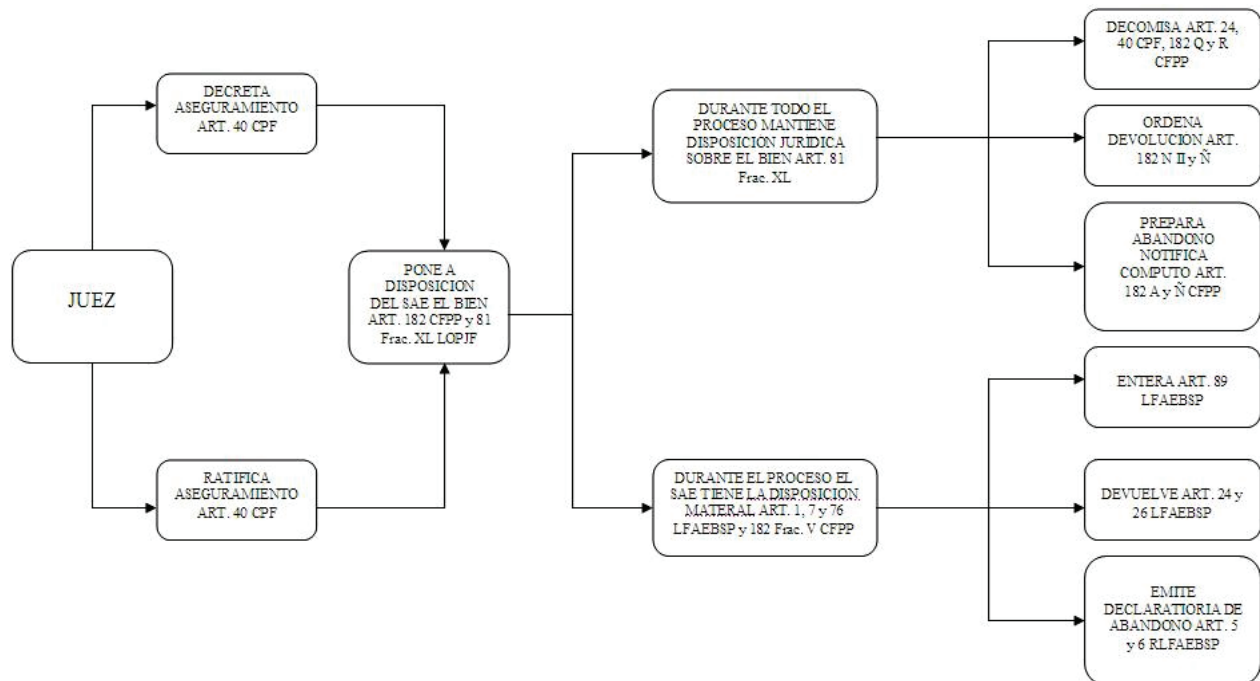 JUEZ
DECRETA
ASEGURAMIENTO
ART. 40 CPF
RATIFICA
ASEGURAMIENTO
ART. 40 CPF
PONE A
DISPOSICION
DEL SAE EL BIEN
ART. 182 CFPP y 81
Frac. XL LOPJF
DURANTE TODO EL
PROCESO MANTIENE
DISPOSICION JURIDICA
SOBRE EL BIEN ART. 81
Frac. XL
DECOMISA ART. 24,
40 CPF, 182 Q y R
CFPP
ORDENA
DEVOLUCION ART.
182 N II y Ñ
PREPARA
ABANDONO
NOTIFICA
COMPUTO ART.
182 A y Ñ CFPP
DURANTE EL PROCESO EL
SAE TIENE LA DISPOSICION
MATERAL ART. 1, 7 y 76
LFAEBSP y 182 Frac. V CFPP
ENTERA ART. 89
LFAEBSP
DEVUELVE ART. 24 y
26 LFAEBSP
EMITE
DECLARATIORIA DE
ABANDONO ART. 5
y 6 RLFAEBSP